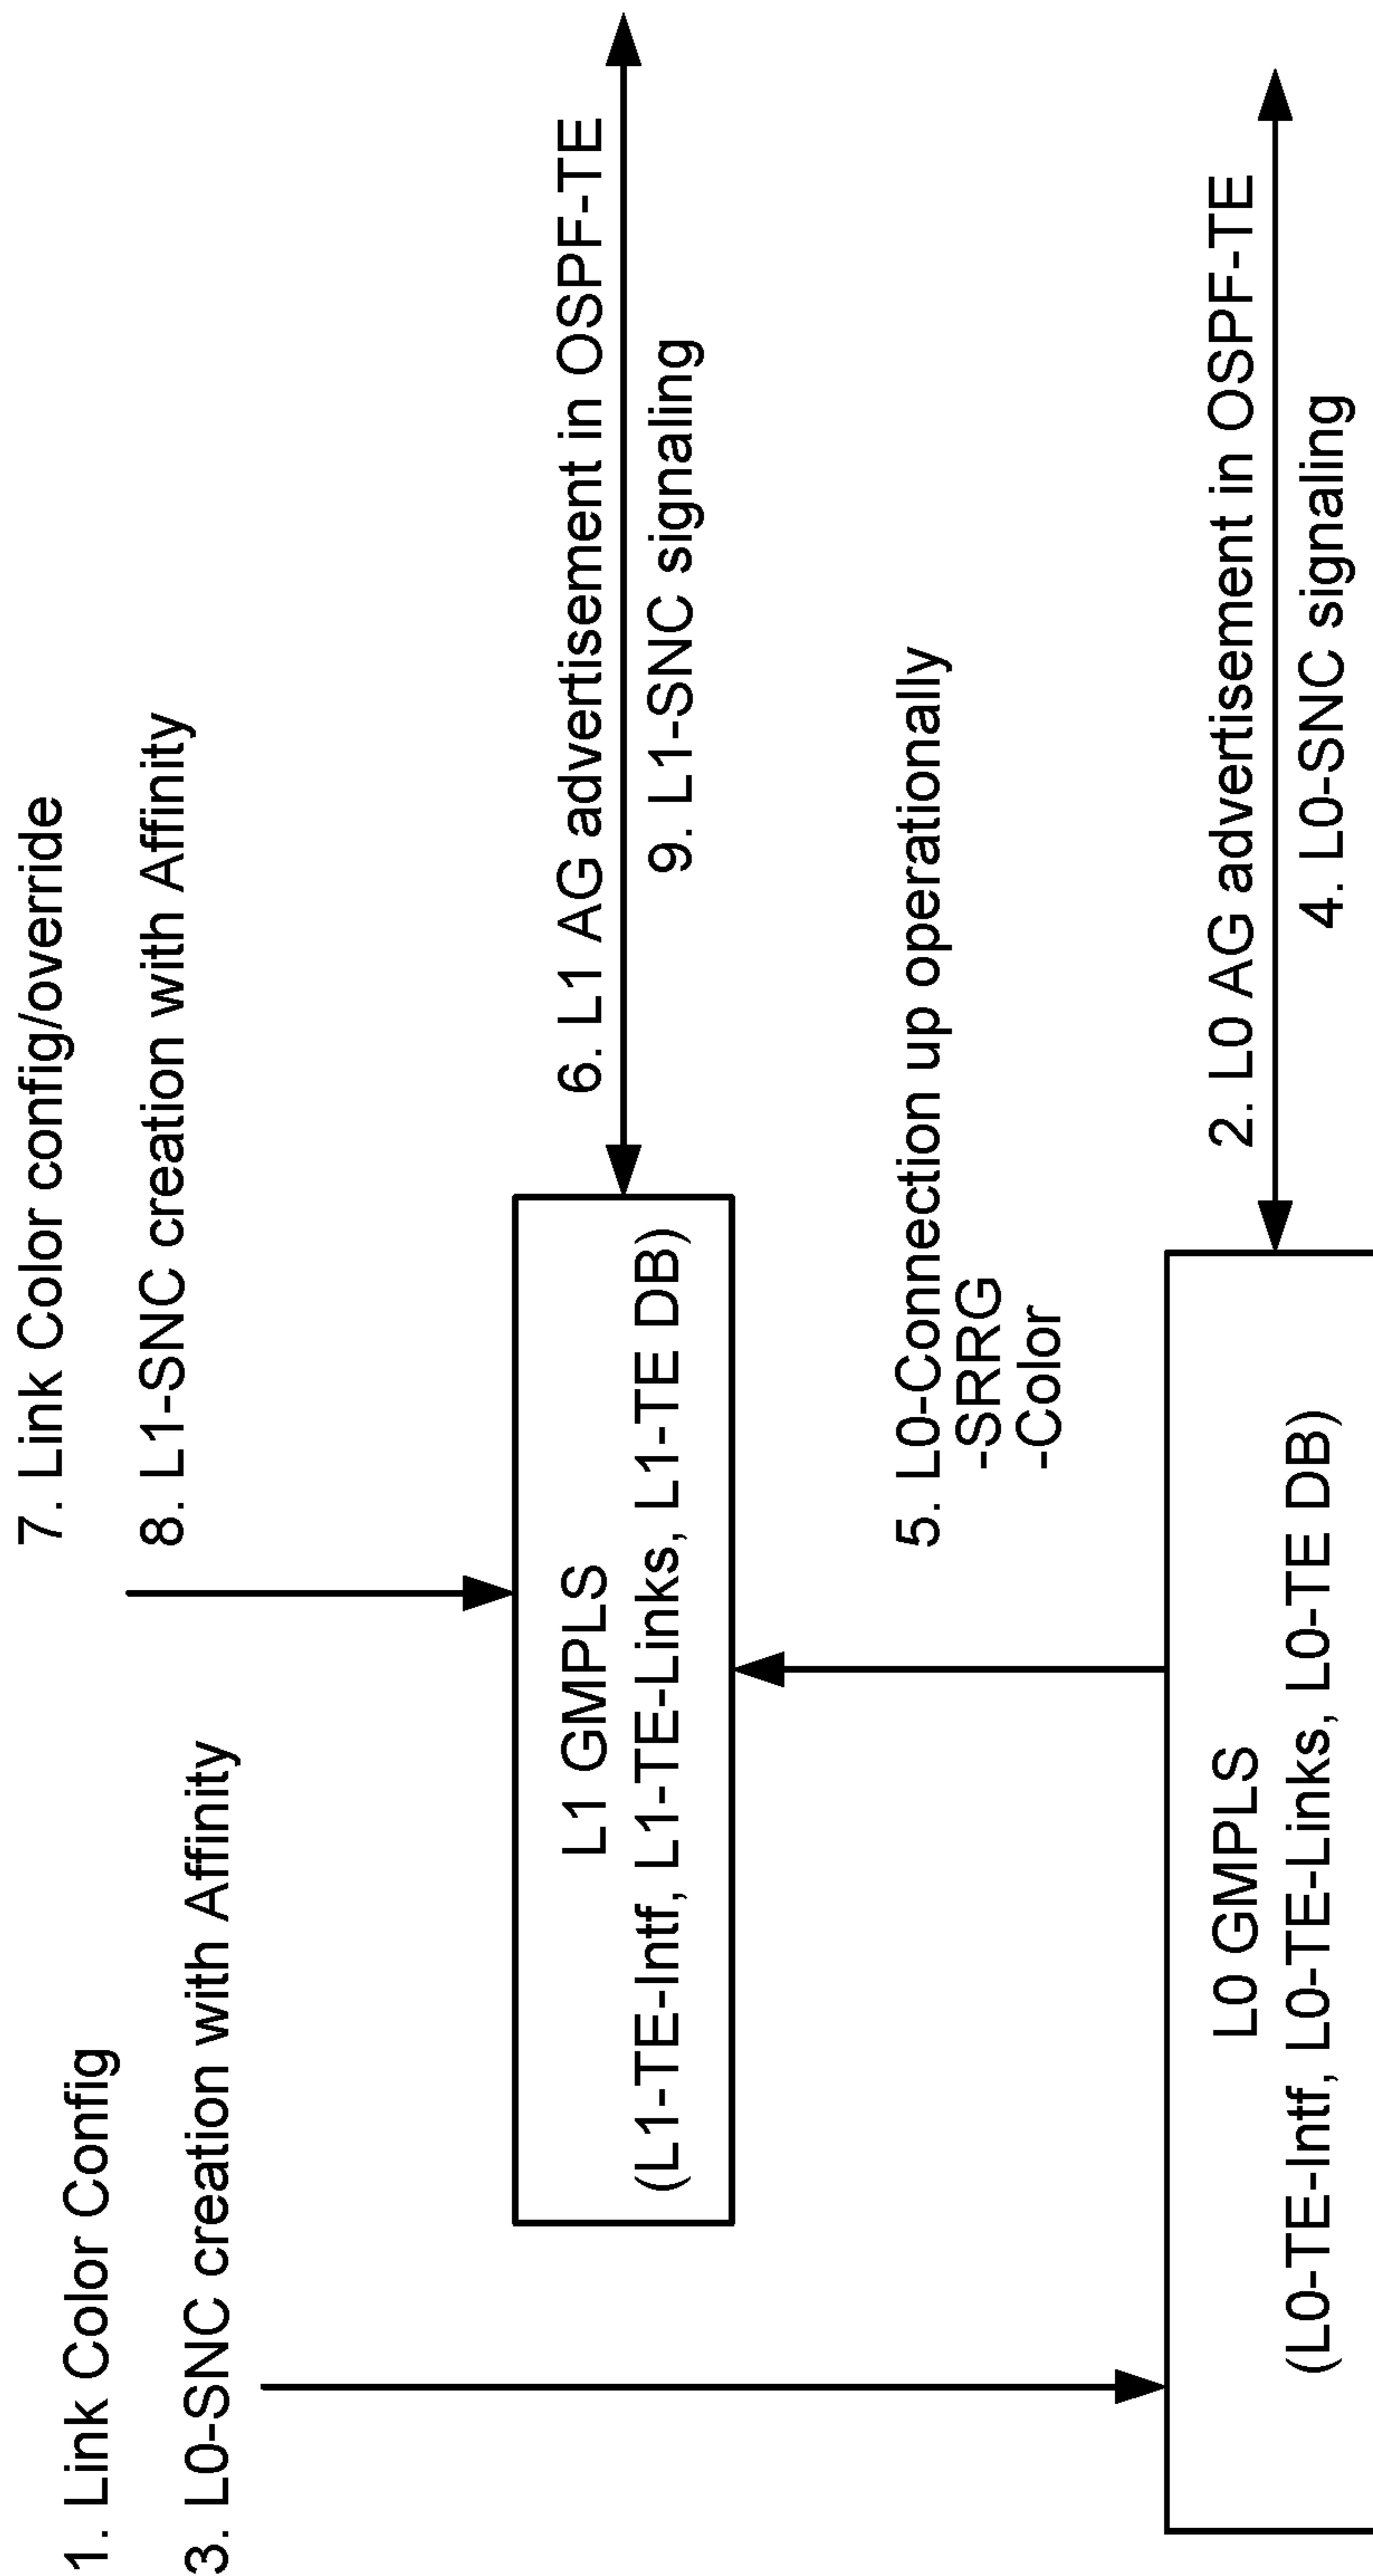 1. Link Color Config
3. L0-SNC creation with Affinity
7. Link Color config/override
8. L1-SNC creation with Affinity
L1 GMPLS
(L1-TE-Intf, L1-TE-Links, L1-TE DB)
6. L1 AG advertisement in OSPF-TE
9. L1-SNC signaling
5. L0-Connection up operationally
-SRRG
-Color
L0 GMPLS
(L0-TE-Intf, L0-TE-Links, L0-TE DB)
2. L0 AG advertisement in OSPF-TE
4. L0-SNC signaling